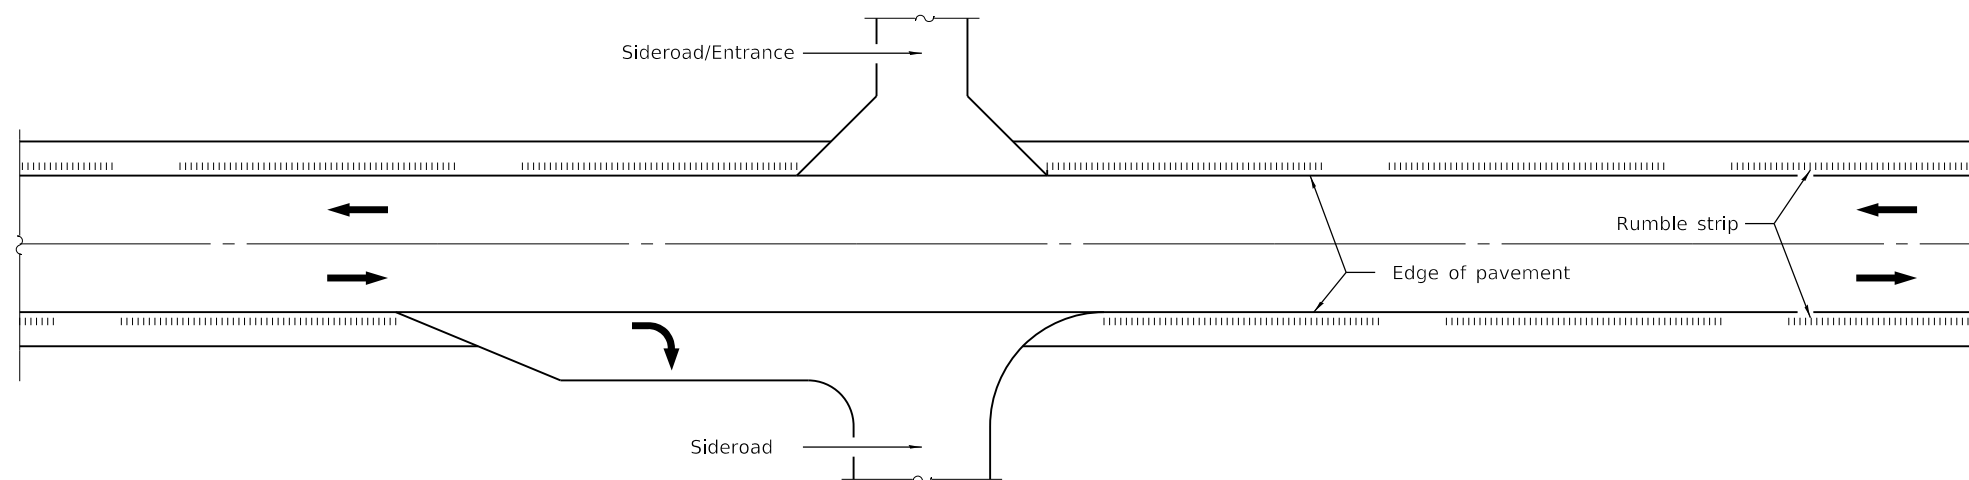 Sideroad/Entrance
Rumble strip
Edge of pavement
Sideroad